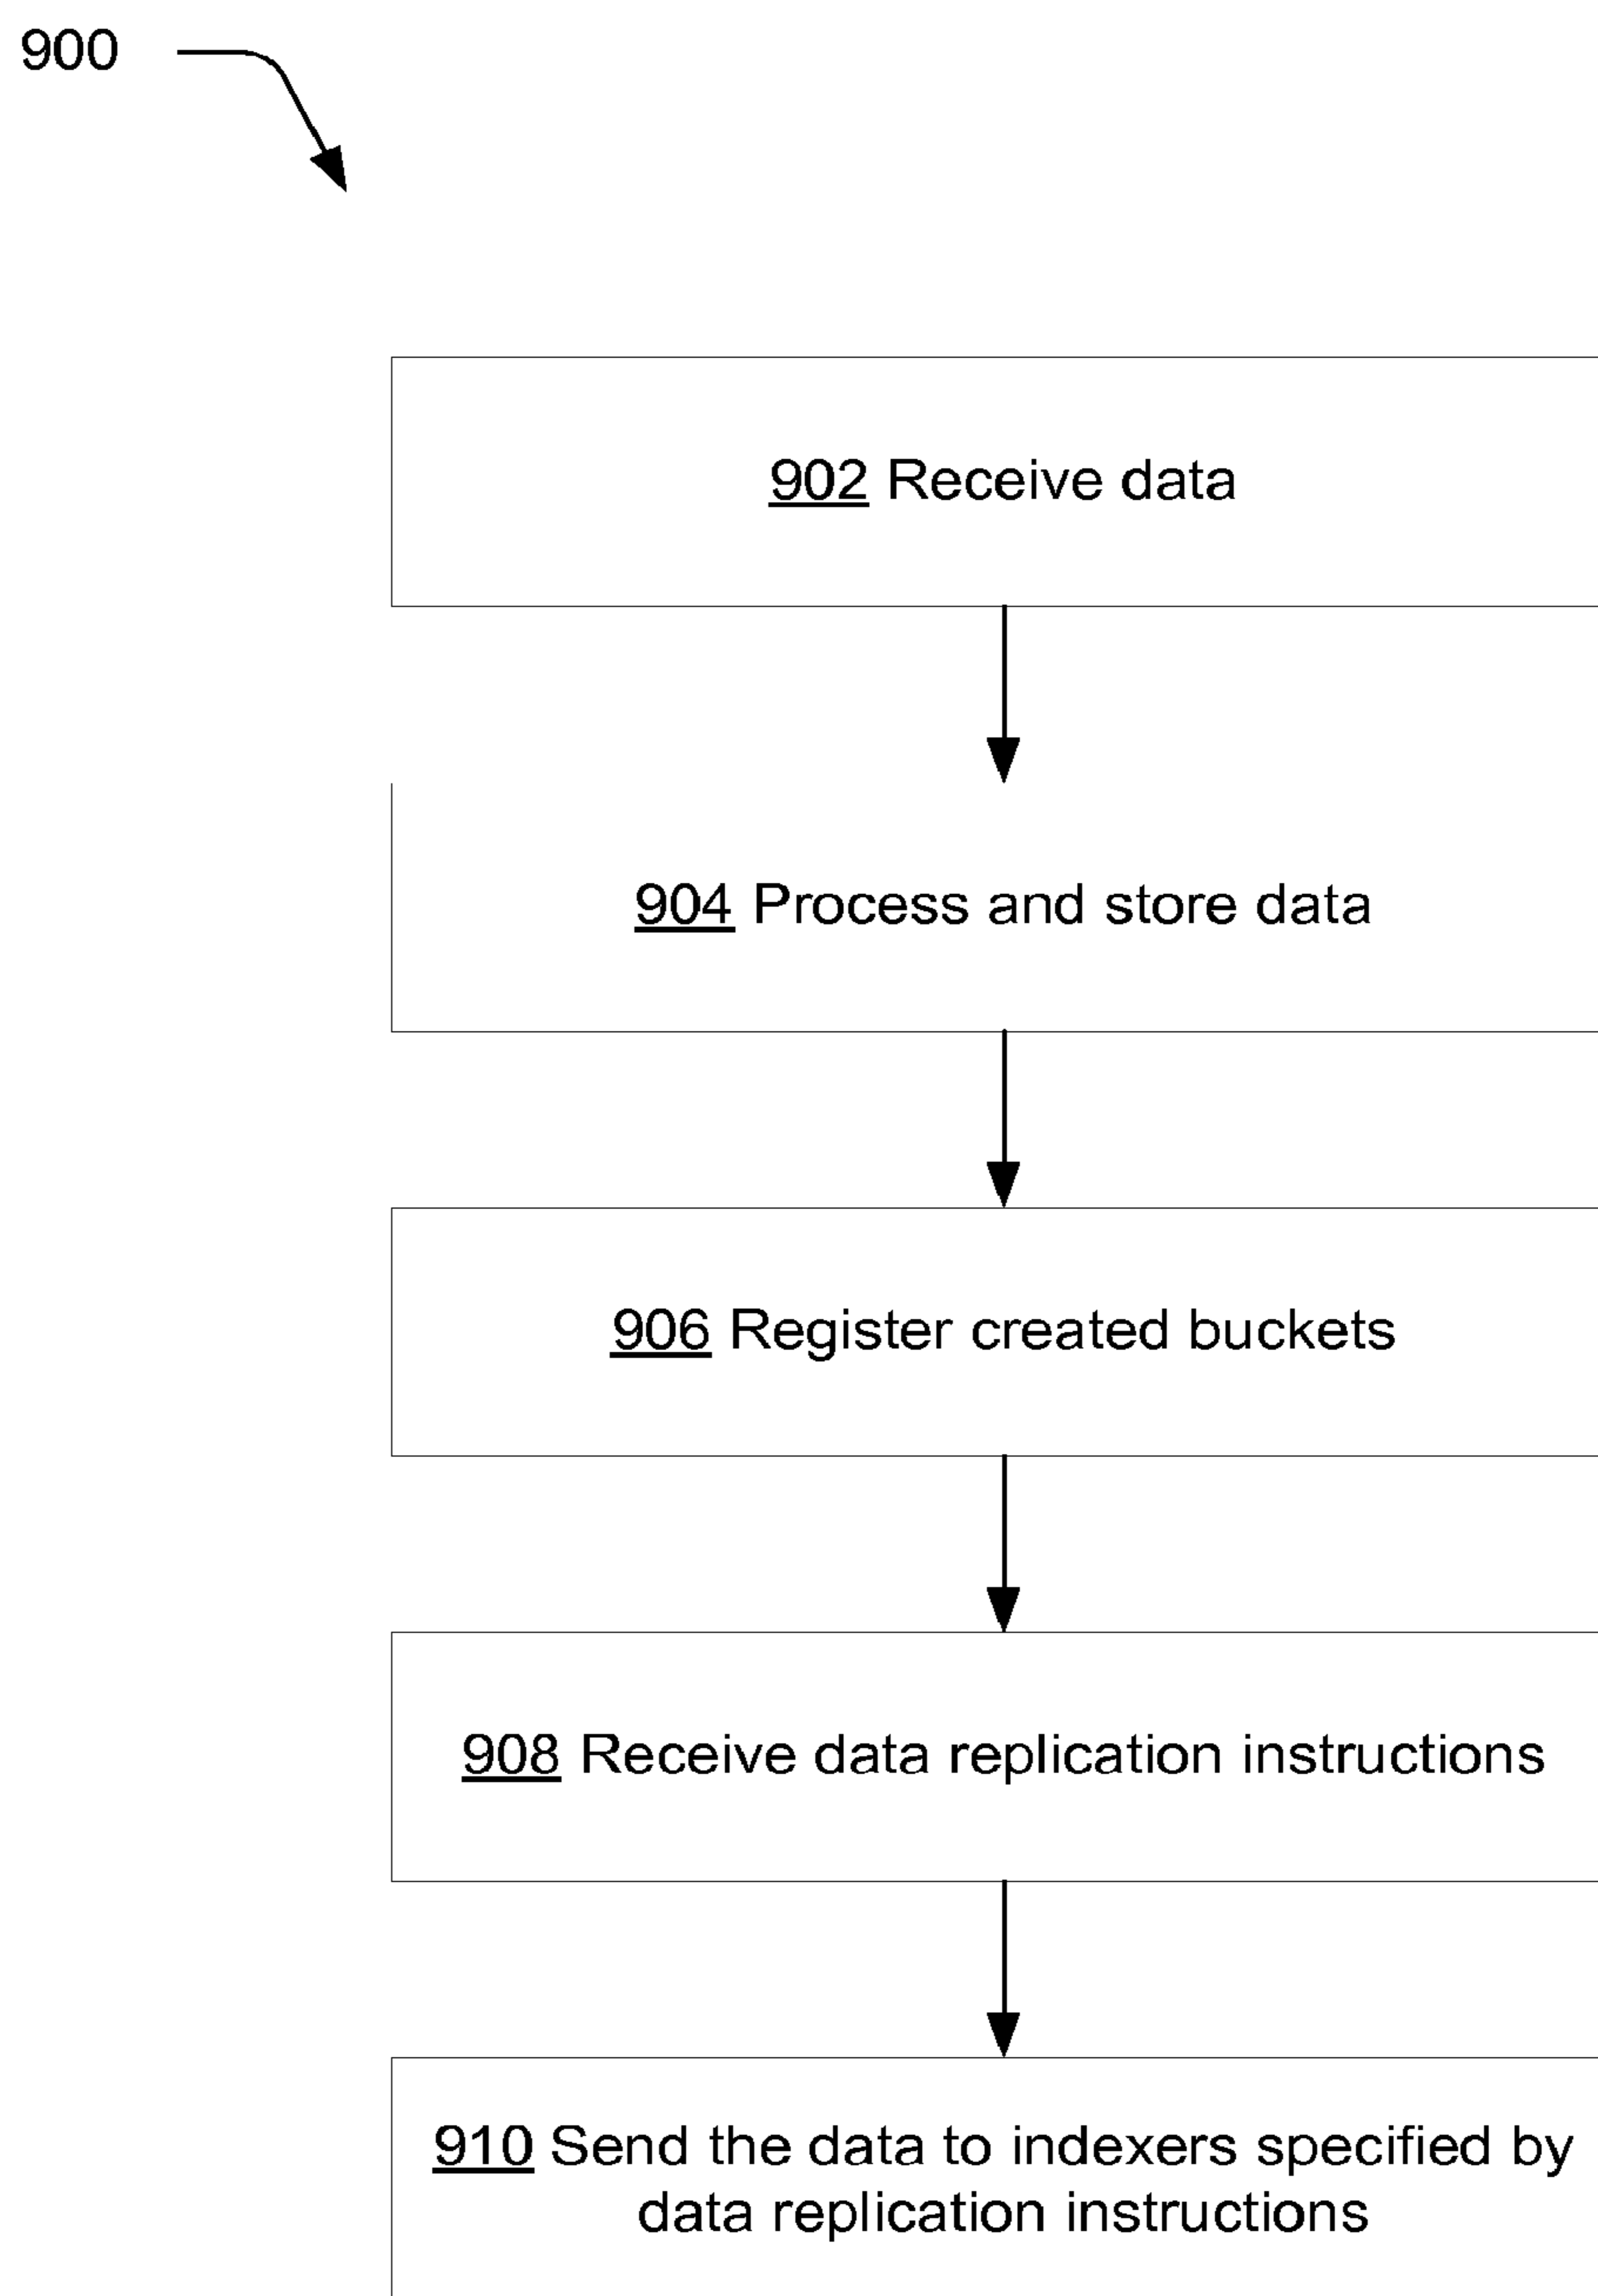 900
902 Receive data
904 Process and store data
906 Register created buckets
908 Receive data replication instructions
910 Send the data to indexers specified by
data replication instructions